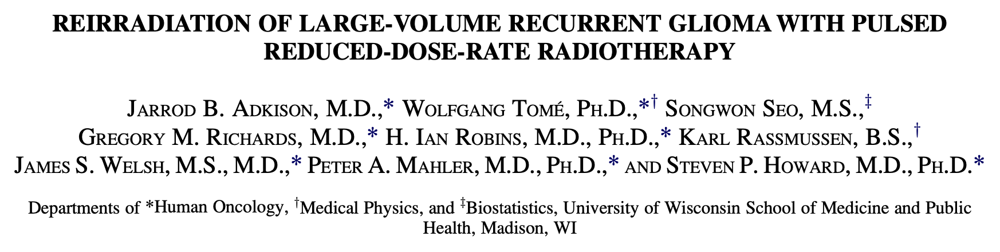 REIRRADIATION OF LARGE-VOLUME RECURRENT GLIOMA WITH PULSED
REDUCED-DOSE-RATE RADIOTHERAPY
JARROD B. ADKISON, M.D.,* WOLFGANG TOMÉ, PH.D.,*† SONGWON SEO, M.S.,‡
GREGORY M. RICHARDS, M.D.,* H. IAN ROBINS, M.D., PH.D.,* KARL RASSMUSSEN, B.S.,†
JAMES S. WELSH, M.S., M.D.,* PETER A. MAHLER, M.D., PH.D.,* AND STEVEN P. HOWARD, M.D., PH.D.*
Departments of *Human Oncology, †Medical Physics, and ‡Biostatistics, University of Wisconsin School of Medicine and Public
Health, Madison, WI